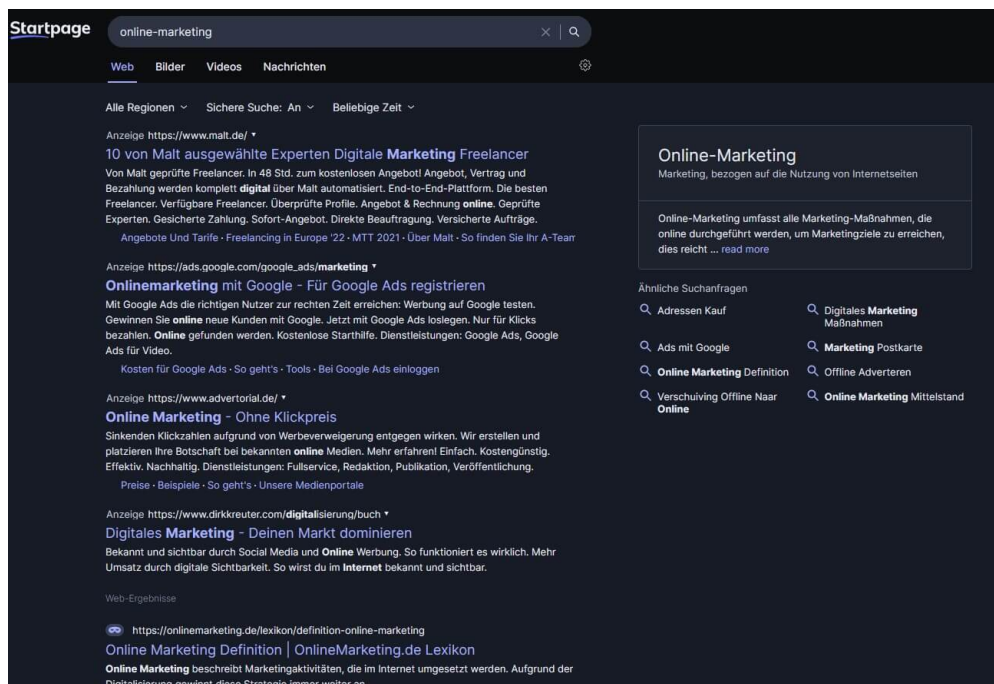 Startpage
online-marketing
Web Bilder Videos Nachrichten
Alle Regionen Sichere Suche: An Beliebige Zeit
Anzeige https://www.malt.de/
10 von Malt ausgewählte Experten Digitale Marketing Freelancer
Von Malt geprüfte Freelancer. In 48 Std. zum kostenlosen Angebot! Angebot, Vertrag und
Bezahlung werden komplett digital über Malt automatisiert. End-to-End-Plattform. Die besten
Freelancer. Verfügbare Freelancer. Überprüfte Profile. Angebot & Rechnung online. Geprüfte
Experten. Gesicherte Zahlung. Sofort-Angebot. Direkte Beauftragung. Versicherte Aufträge.
Angebote Und Tarife · Freelancing in Europe '22 · MTT 2021 · Über Malt · So finden Sie Ihr A-Team
Anzeige https://ads.google.com/google_ads/marketing
Onlinemarketing mit Google - Für Google Ads registrieren
Mit Google Ads die richtigen Nutzer zur rechten Zeit erreichen: Werbung auf Google testen.
Gewinnen Sie online neue Kunden mit Google. Jetzt mit Google Ads loslegen. Nur für Klicks
bezahlen. Online gefunden werden. Kostenlose Starthilfe. Dienstleistungen: Google Ads, Google
Ads für Video.
Kosten für Google Ads · So geht's · Tools · Bei Google Ads einloggen
Anzeige https://www.advertorial.de/
Online Marketing - Ohne Klickpreis
Sinkenden Klickzahlen aufgrund von Werbeverweigerung entgegen wirken. Wir erstellen und
platzieren Ihre Botschaft bei bekannten online Medien. Mehr erfahren! Einfach. Kostengünstig.
Effektiv. Nachhaltig. Dienstleistungen: Fullservice, Redaktion, Publikation, Veröffentlichung.
Preise · Beispiele · So geht's · Unsere Medienportale
Anzeige https://www.dirkkreuter.com/digitalisierung/buch
Digitales Marketing - Deinen Markt dominieren
Bekannt und sichtbar durch Social Media und Online Werbung. So funktioniert es wirklich. Mehr
Umsatz durch digitale Sichtbarkeit. So wirst du im Internet bekannt und sichtbar.
Web-Ergebnisse
https://onlinemarketing.de/lexikon/definition-online-marketing
Online Marketing Definition | OnlineMarketing.de Lexikon
Online Marketing beschreibt Marketingaktivitäten, die im Internet umgesetzt werden. Aufgrund der
Digitalisierung gewinnt diese Strategie immer weiter an
Online-Marketing
Marketing, bezogen auf die Nutzung von Internetseiten
Online-Marketing umfasst alle Marketing-Maßnahmen, die
online durchgeführt werden, um Marketingziele zu erreichen,
dies reicht ... read more
Ähnliche Suchanfragen
Adressen Kauf
Digitales Marketing
Maßnahmen
Ads mit Google
Marketing Postkarte
Online Marketing Definition
Offline Adverteren
Verschuiving Offline Naar
Online
Online Marketing Mittelstand